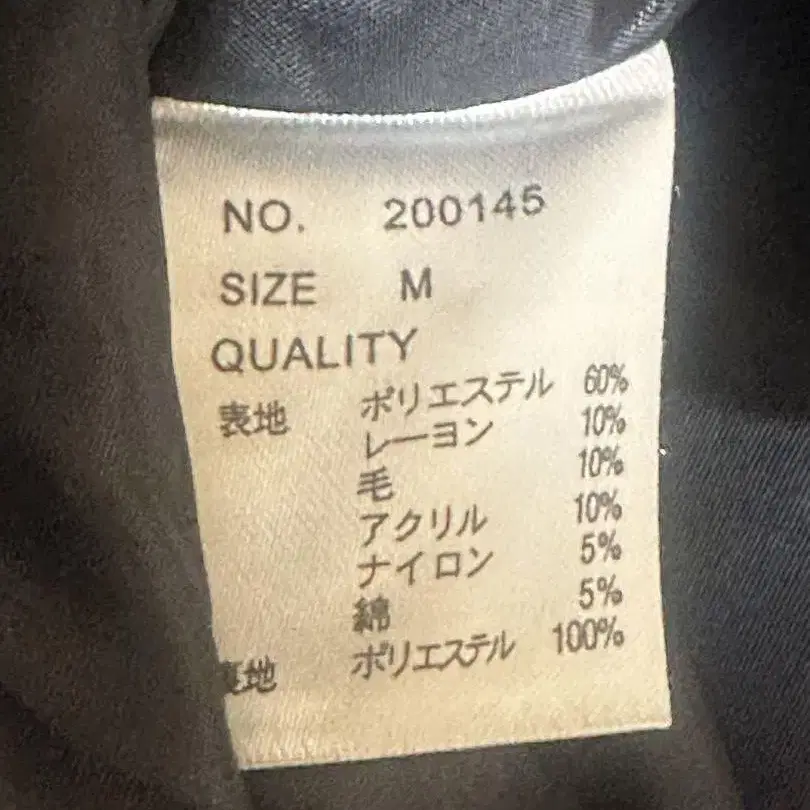 NO. 200145
SIZE M
QUALITY
表地 ポリエステル 60%
レーヨン 10%
毛 10%
アクリル 10%
ナイロン 5%
綿 5%
裏地 ポリエステル 100%